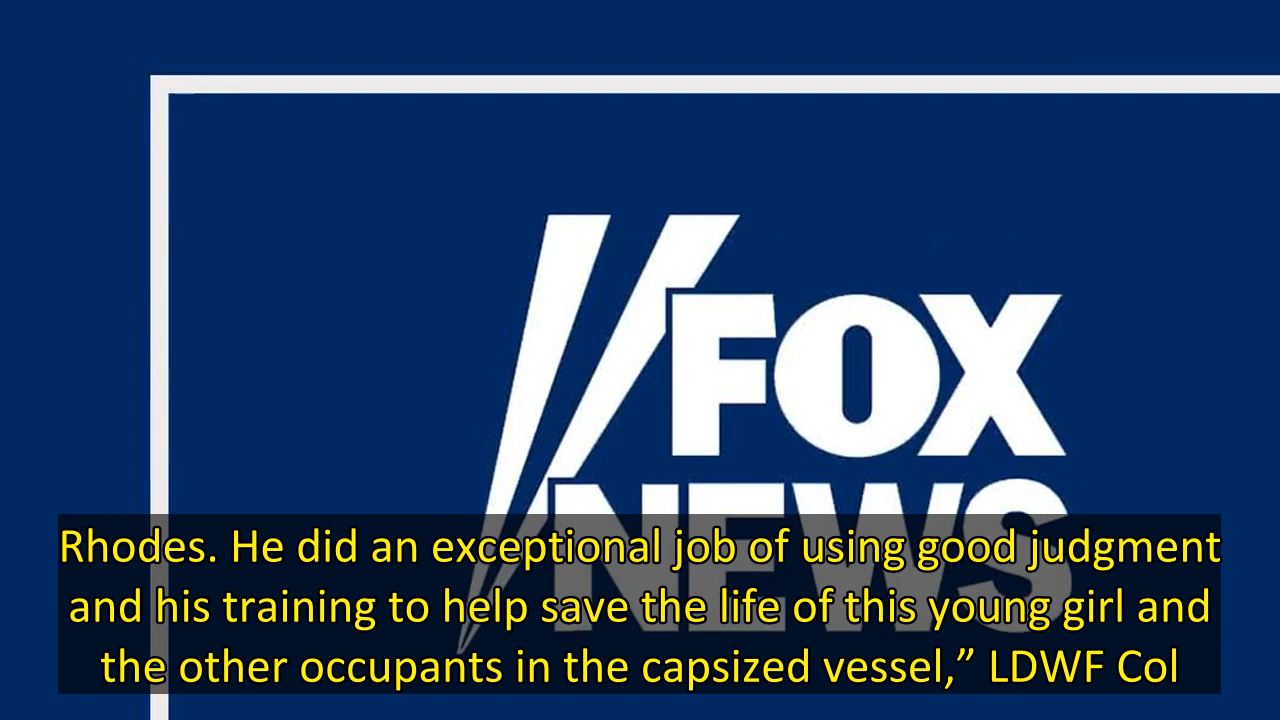 FOX
NEWS
Rhodes. He did an exceptional job of using good judgment
and his training to help save the life of this young girl and
the other occupants in the capsized vessel,” LDWF Col